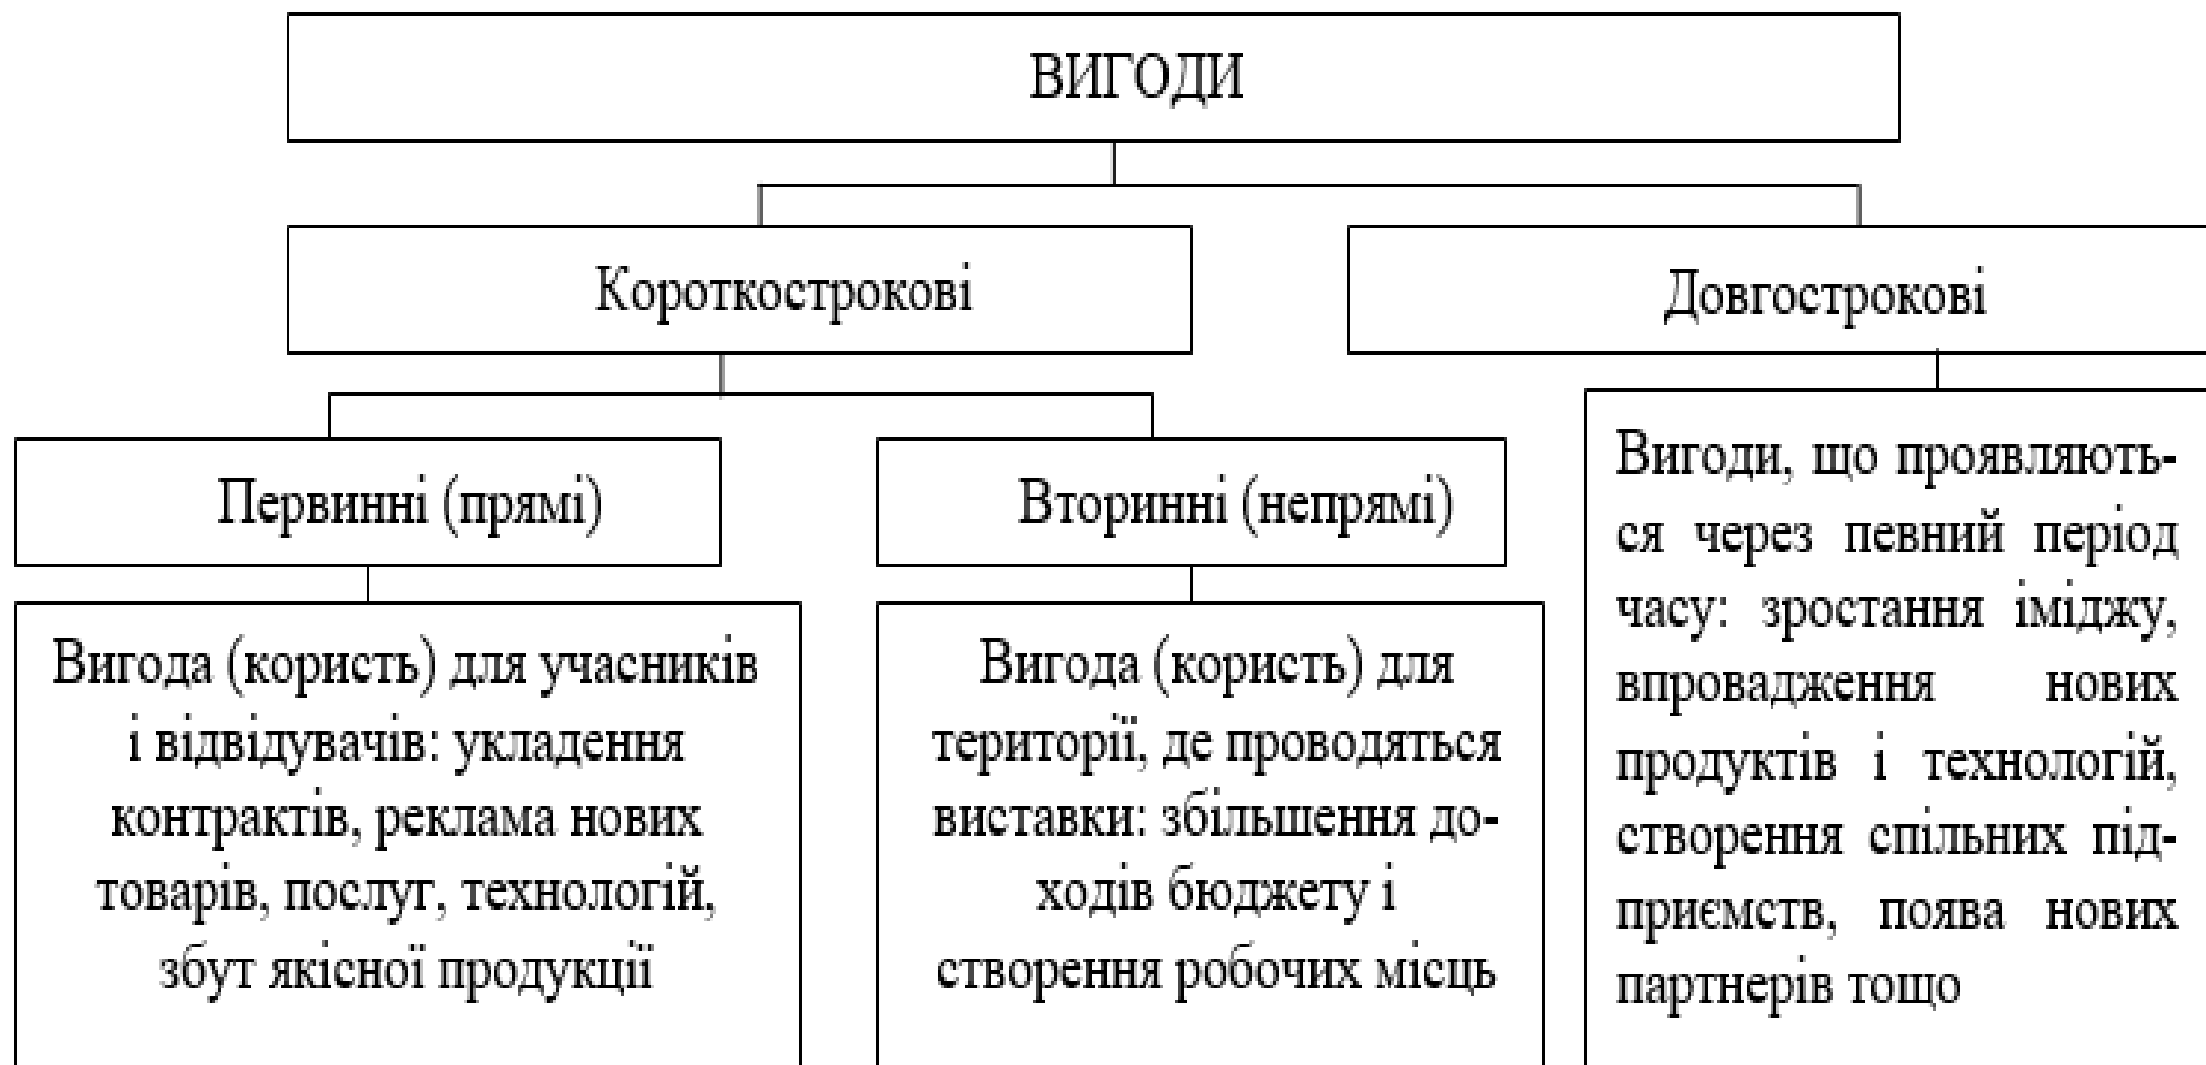 ВИГОДИ
Короткострокові
Довгострокові
Первинні (прямі)
Вторинні (непрямі)
Вигода (користь) для учасників
і відвідувачів: укладення
контрактів, реклама нових
товарів, послуг, технологій,
збут якісної продукції
Вигода (користь) для
території, де проводяться
виставки: збільшення до-
ходів бюджету і
створення робочих місць
Вигоди, що проявляють-
ся через певний період
часу: зростання іміджу,
впровадження нових
продуктів і технологій,
створення спільних під-
приємств, поява нових
партнерів тощо